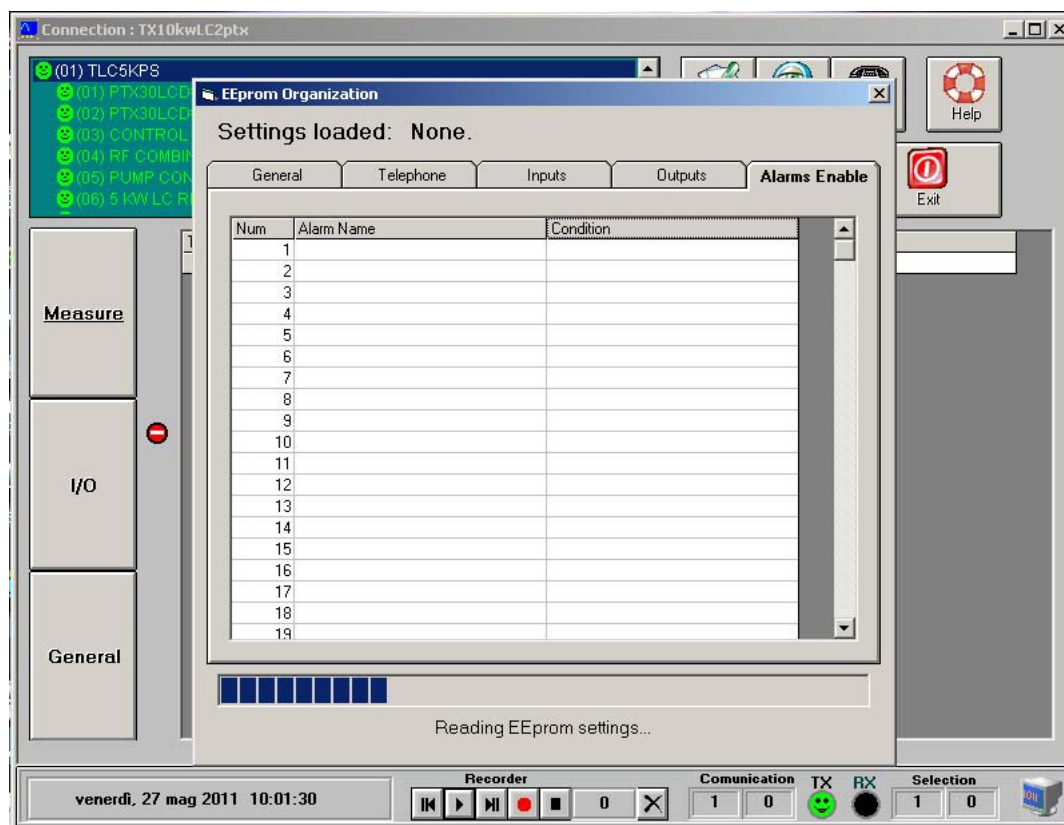 Connection : TX10kwLC2ptx
(01) TLC5KPS
(01) PTX30LCD
(02) PTX30LCD
(03) CONTROL
(04) RF COMBIN
(05) PUMP CON
(06) 5 KW LC R
Help
Exit
EEprom Organization
Settings loaded: None.
General
Telephone
Inputs
Outputs
Alarms Enable
Num Alarm Name Condition
1
2
3
4
5
6
7
8
9
10
11
12
13
14
15
16
17
18
19
Reading EEprom settings...
Measure
I/O
General
venerdì, 27 mag 2011 10:01:30
Recorder
0
Comunication
1 0
TX
RX
Selection
1 0